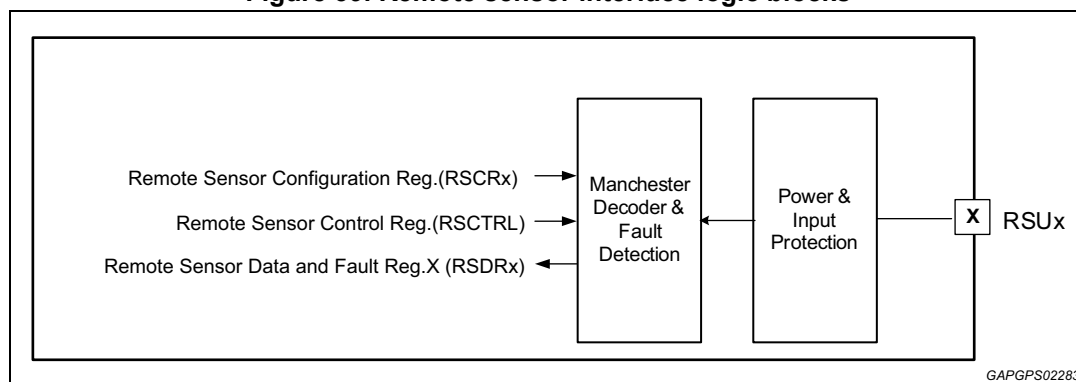 Remote Sensor Configuration Reg.(RSCRx)
Remote Sensor Control Reg.(RSCTRL)
Remote Sensor Data and Fault Reg.X (RSDRx)
Manchester
Decoder &
Fault
Detection
Power &
Input
Protection
X
RSUx
GAPGPS02283